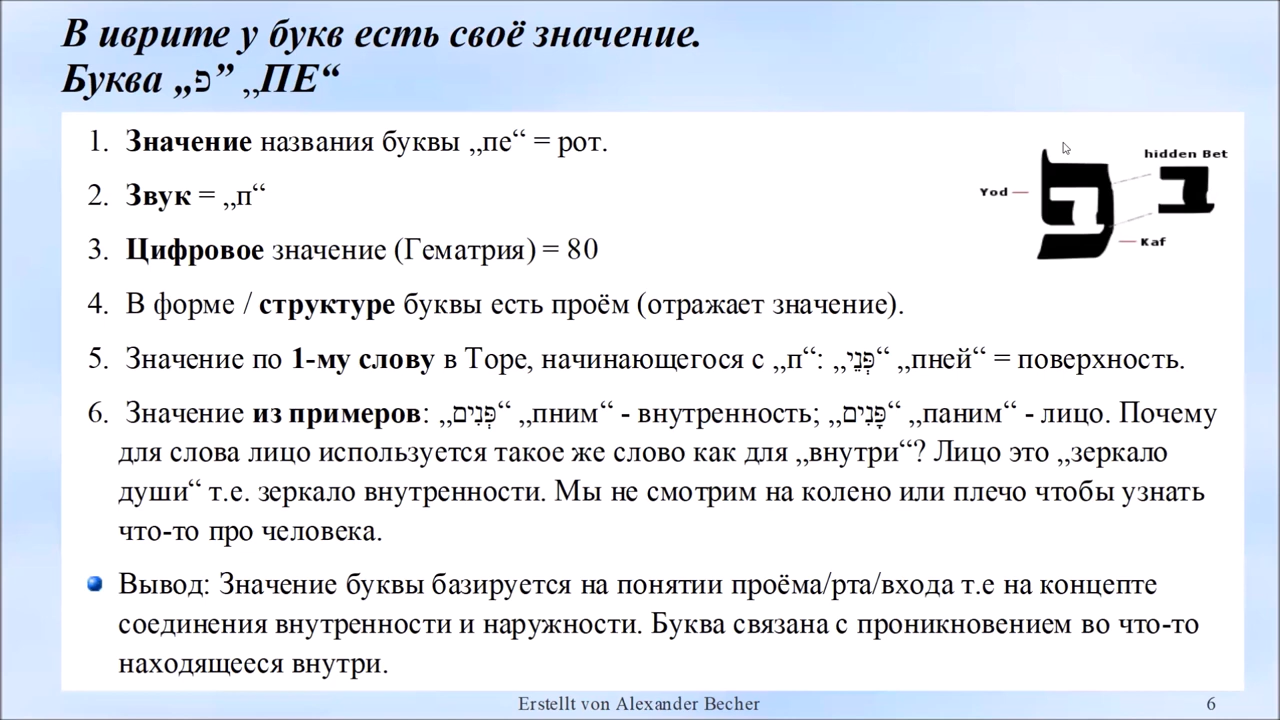 В иврите у букв есть своё значение.
Буква „פ” „ПЕ“
1. Значение названия буквы „пе“ = рот.
2. Звук = „п“
3. Цифровое значение (Гематрия) = 80
4. В форме / структуре буквы есть проём (отражает значение).
5. Значение по 1-му слову в Торе, начинающегося с „п“: „פְּנֵי“ „пней“ = поверхность.
6. Значение из примеров: „פְּנִים“ „пним“ - внутренность; „פָּנִים“ „паним“ - лицо. Почему
для слова лицо используется такое же слово как для „внутри“? Лицо это „зеркало
души“ т.е. зеркало внутренности. Мы не смотрим на колено или плечо чтобы узнать
что-то про человека.
Вывод: Значение буквы базируется на понятии проёма/рта/входа т.е на концепте
соединения внутренности и наружности. Буква связана с проникновением во что-то
находящееся внутри.
hidden Bet
Yod
פ ב
Kaf
Erstellt von Alexander Becher
6